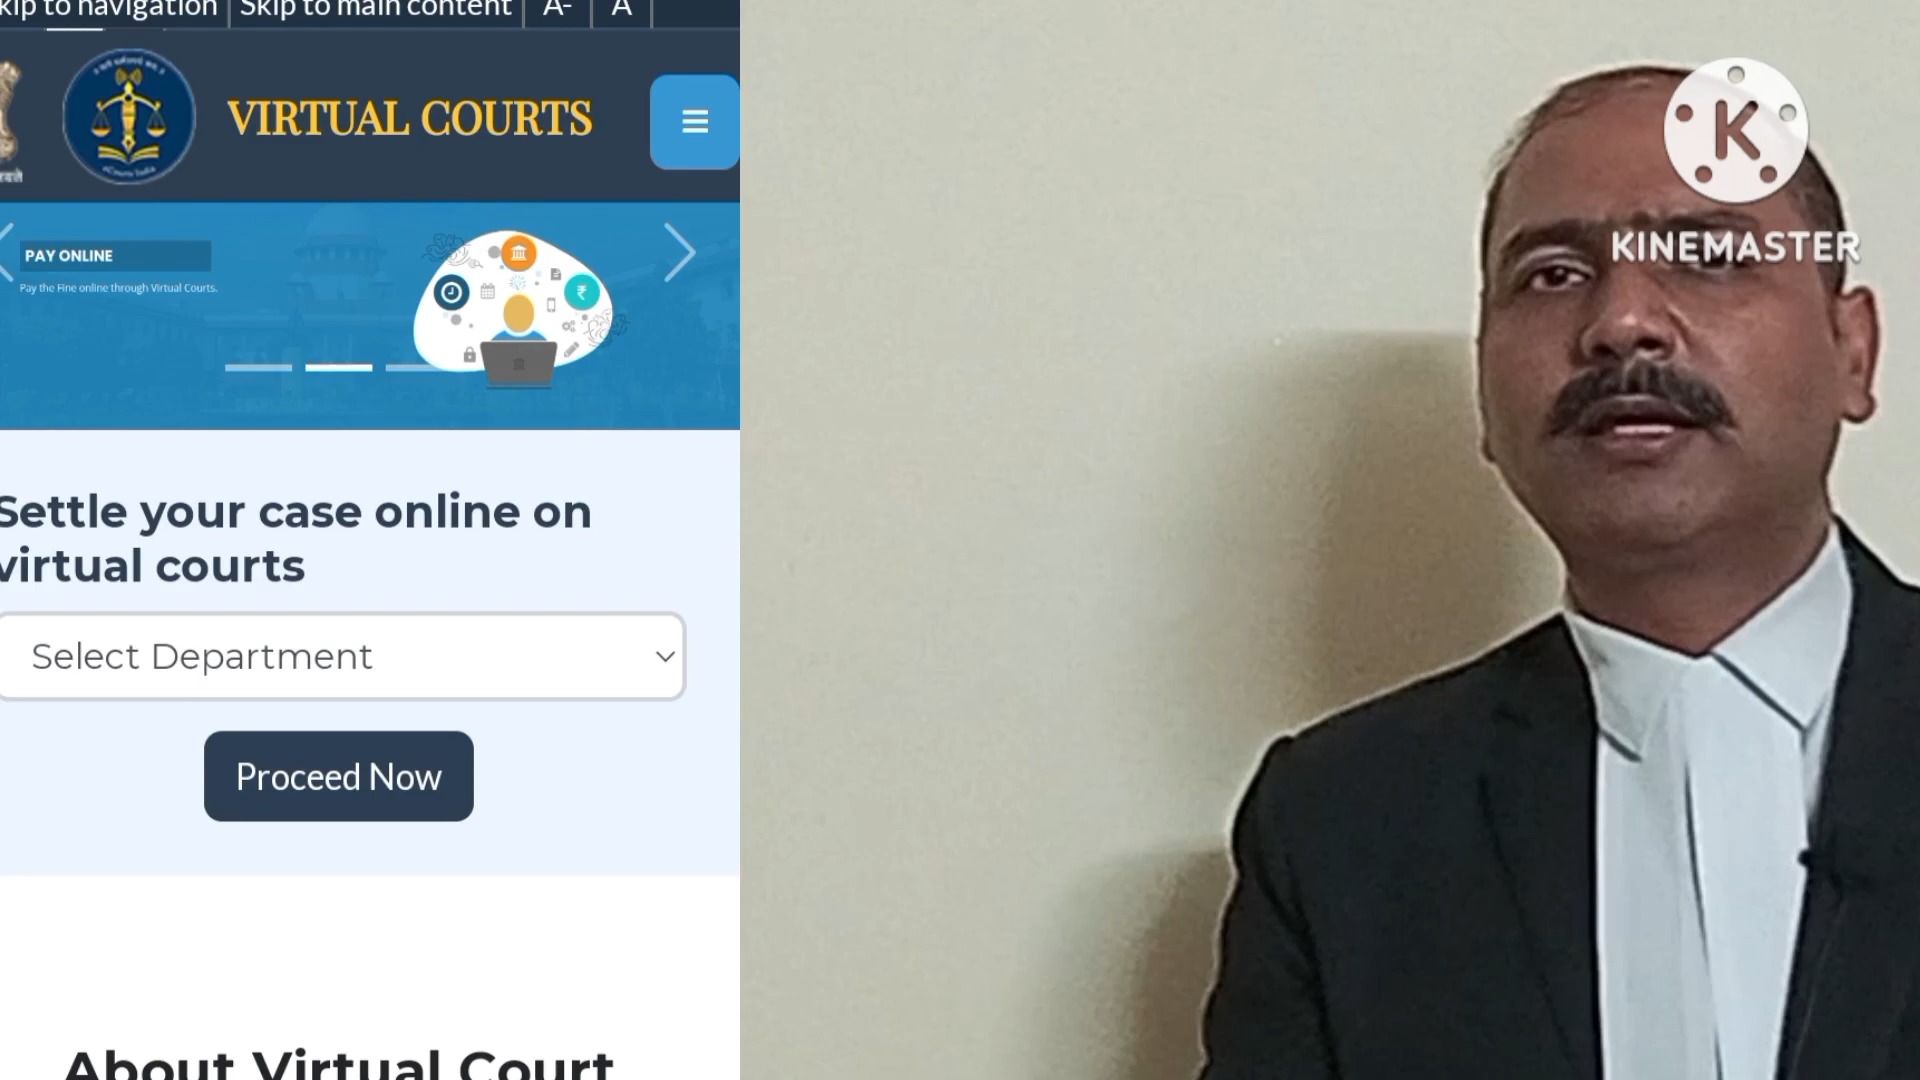 kip to navigation
Skip to main content
A-
A
VIRTUAL COURTS
PAY ONLINE
Pay the Fine online through Virtual Courts.
Settle your case online on
virtual courts
Select Department
Proceed Now
About Virtual Court
K
KINEMASTER